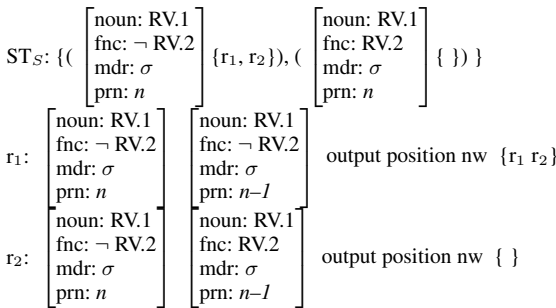 noun: RV.1 noun: RV.1
fnc: ¬ RV.2 fnc: RV.2
ST_S: {( mdr: σ {r₁, r₂}), ( mdr: σ { }) }
prn: n prn: n
noun: RV.1 noun: RV.1
fnc: ¬ RV.2 fnc: ¬ RV.2
r₁: mdr: σ mdr: σ output position nw {r₁ r₂}
prn: n prn: n–1
noun: RV.1 noun: RV.1
fnc: ¬ RV.2 fnc: RV.2
r₂: mdr: σ mdr: σ output position nw { }
prn: n prn: n–1